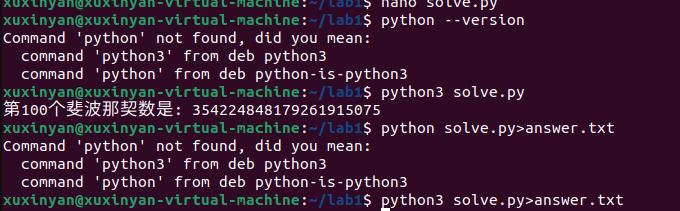 xuxinyan@xuxinyan-virtual-machine:~/lab1$ nano solve.py
xuxinyan@xuxinyan-virtual-machine:~/lab1$ python --version
Command 'python' not found, did you mean:
  command 'python3' from deb python3
  command 'python' from deb python-is-python3
xuxinyan@xuxinyan-virtual-machine:~/lab1$ python3 solve.py
第100个斐波那契数是: 354224848179261915075
xuxinyan@xuxinyan-virtual-machine:~/lab1$ python solve.py>answer.txt
Command 'python' not found, did you mean:
  command 'python3' from deb python3
  command 'python' from deb python-is-python3
xuxinyan@xuxinyan-virtual-machine:~/lab1$ python3 solve.py>answer.txt